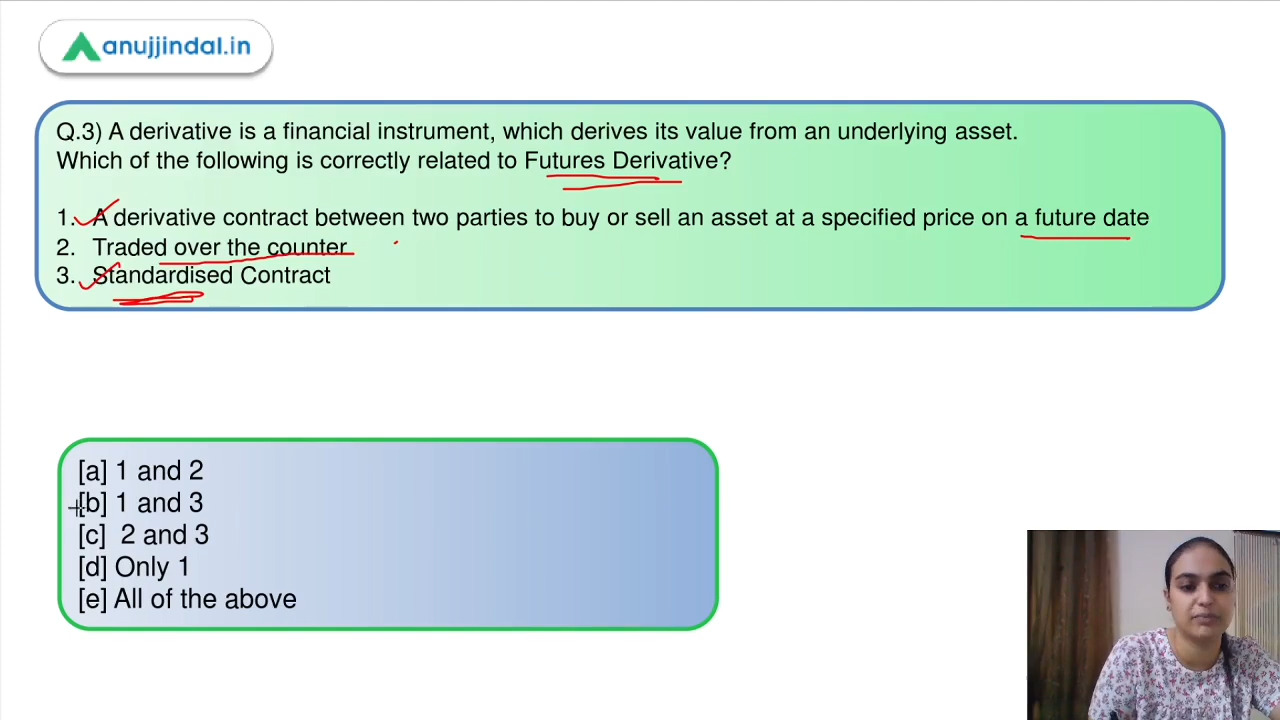 anujjindal.in
Q.3) A derivative is a financial instrument, which derives its value from an underlying asset.
Which of the following is correctly related to Futures Derivative?
1. A derivative contract between two parties to buy or sell an asset at a specified price on a future date
2. Traded over the counter
3. Standardised Contract
[a] 1 and 2
[b] 1 and 3
[c] 2 and 3
[d] Only 1
[e] All of the above